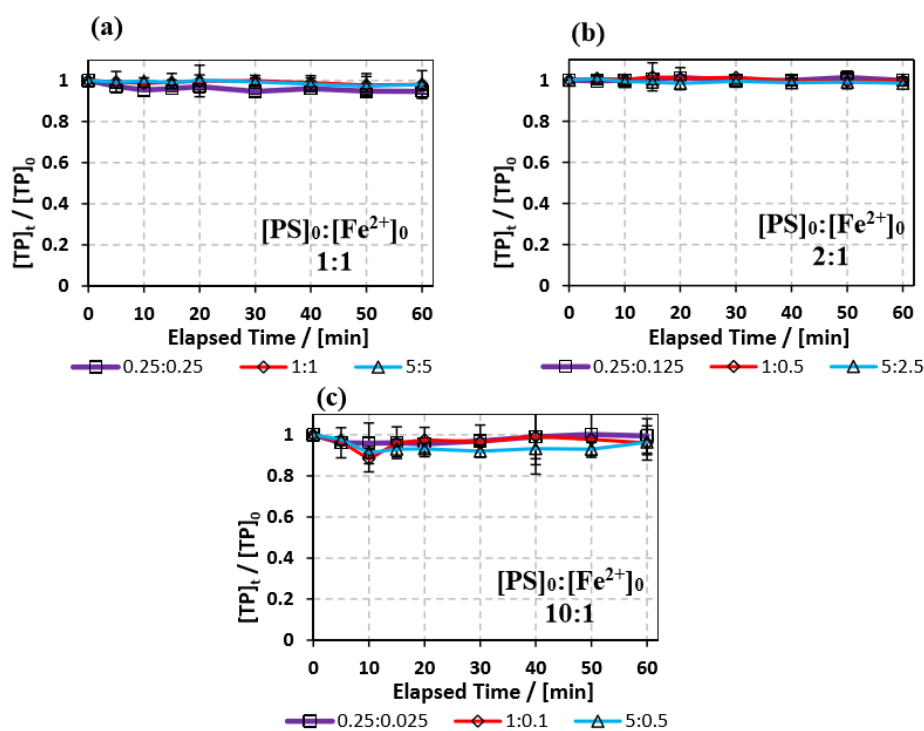 (a)
1
0.8
0.6
0.4
0.2
0
[TP]t / [TP]0
[PS]0:[Fe2+]0
1:1
0 10 20 30 40 50 60
Elapsed Time / [min]
0.25:0.25 1:1 5:5
(b)
1
0.8
0.6
0.4
0.2
0
[TP]t / [TP]0
[PS]0:[Fe2+]0
2:1
0 10 20 30 40 50 60
Elapsed Time / [min]
0.25:0.125 1:0.5 5:2.5
(c)
1
0.8
0.6
0.4
0.2
0
[TP]t / [TP]0
[PS]0:[Fe2+]0
10:1
0 10 20 30 40 50 60
Elapsed Time / [min]
0.25:0.025 1:0.1 5:0.5